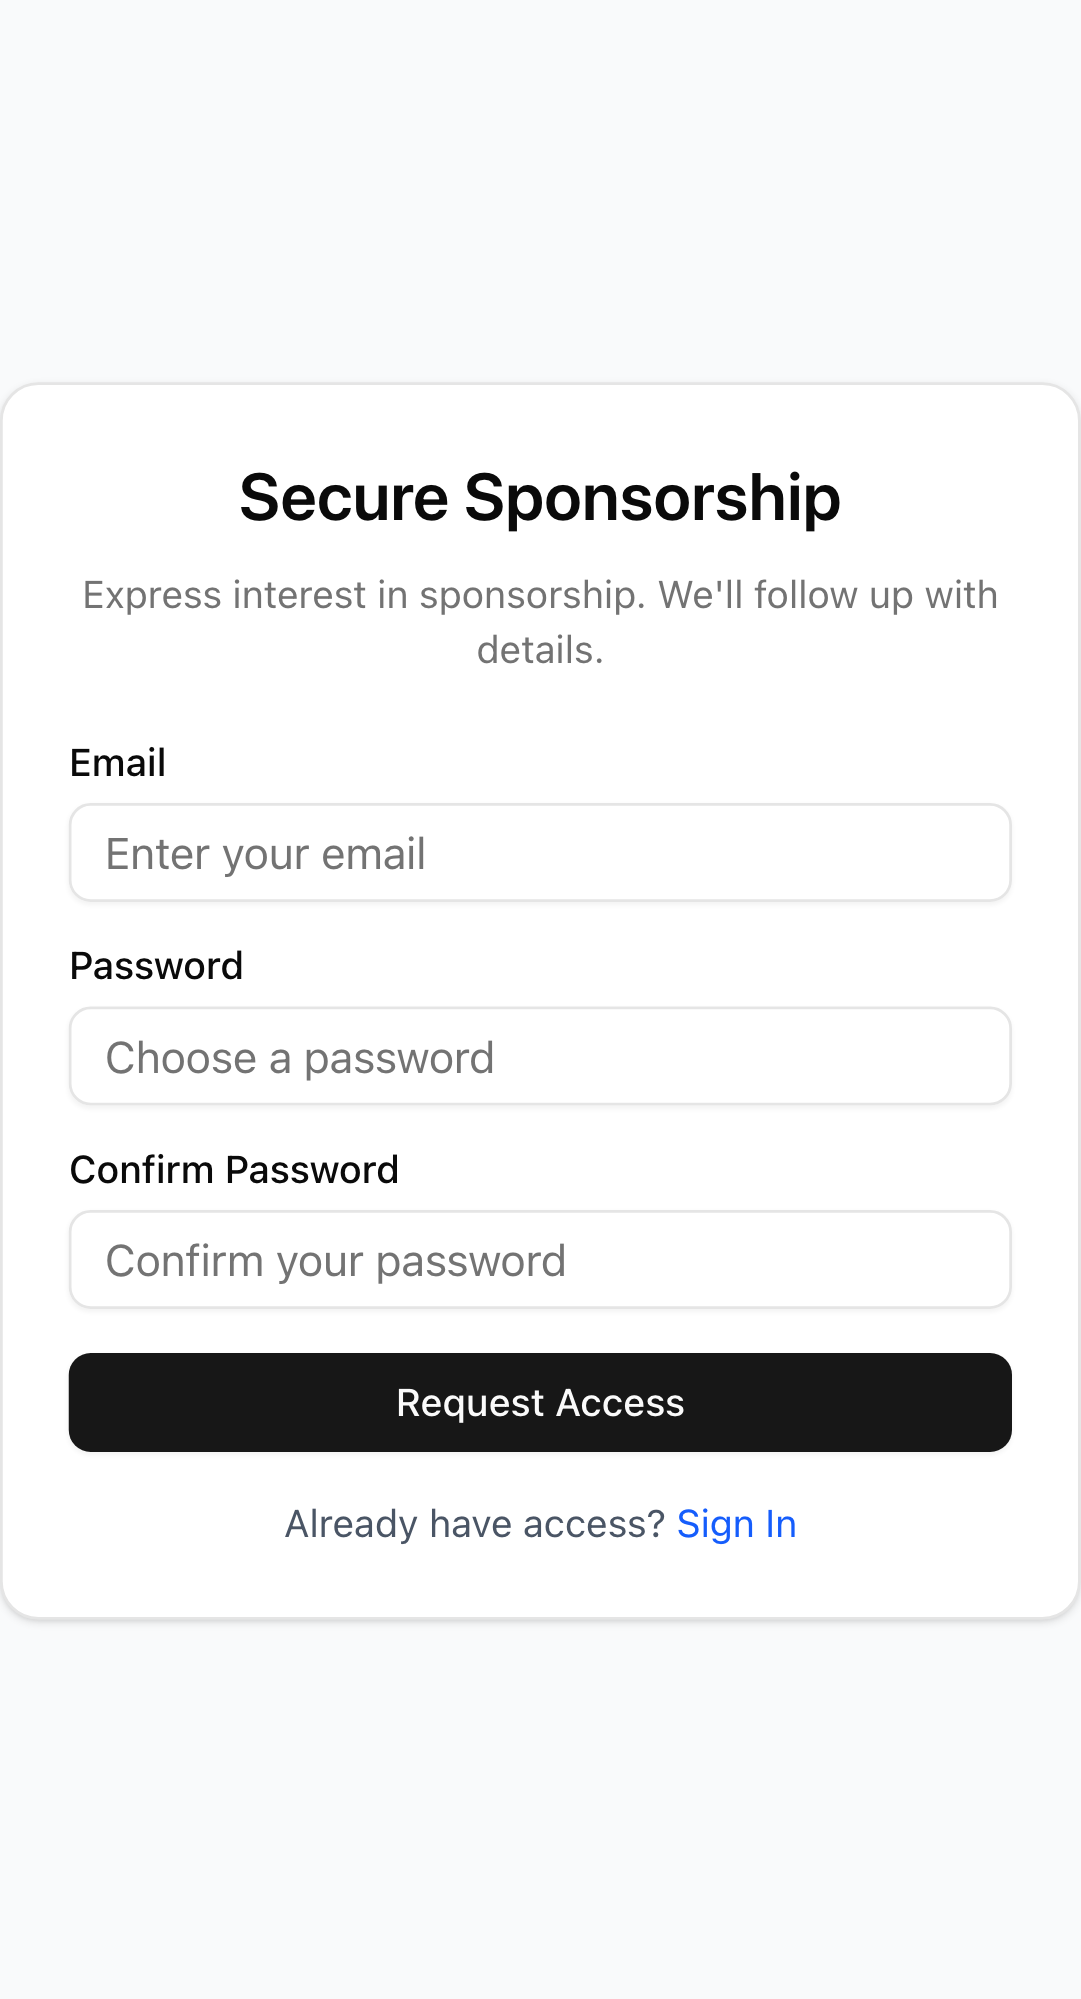 Secure Sponsorship
Express interest in sponsorship. We'll follow up with
details.
Email
Enter your email
Password
Choose a password
Confirm Password
Confirm your password
Request Access
Already have access? Sign In